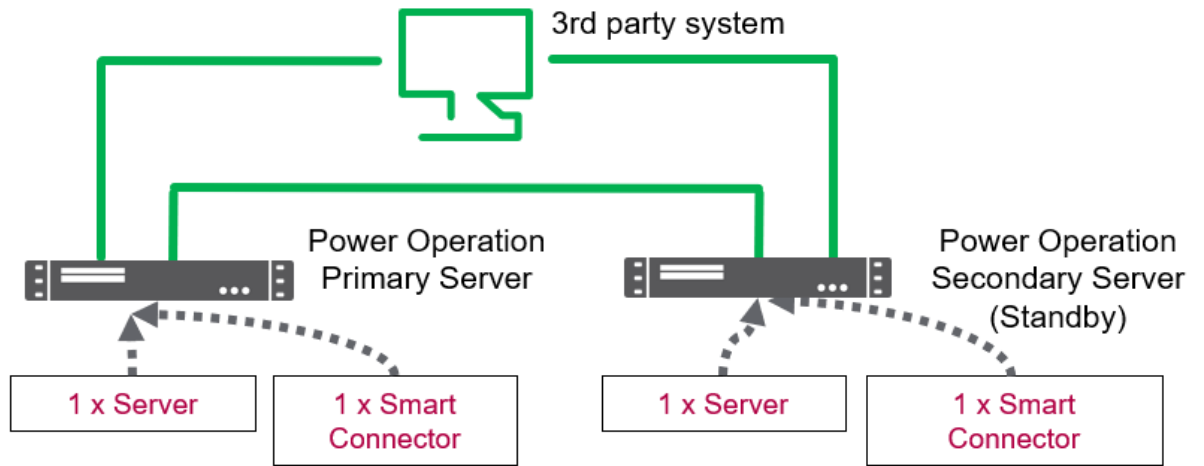 3rd party system
Power Operation
Primary Server
Power Operation
Secondary Server
(Standby)
1 x Server
1 x Smart
Connector
1 x Server
1 x Smart
Connector